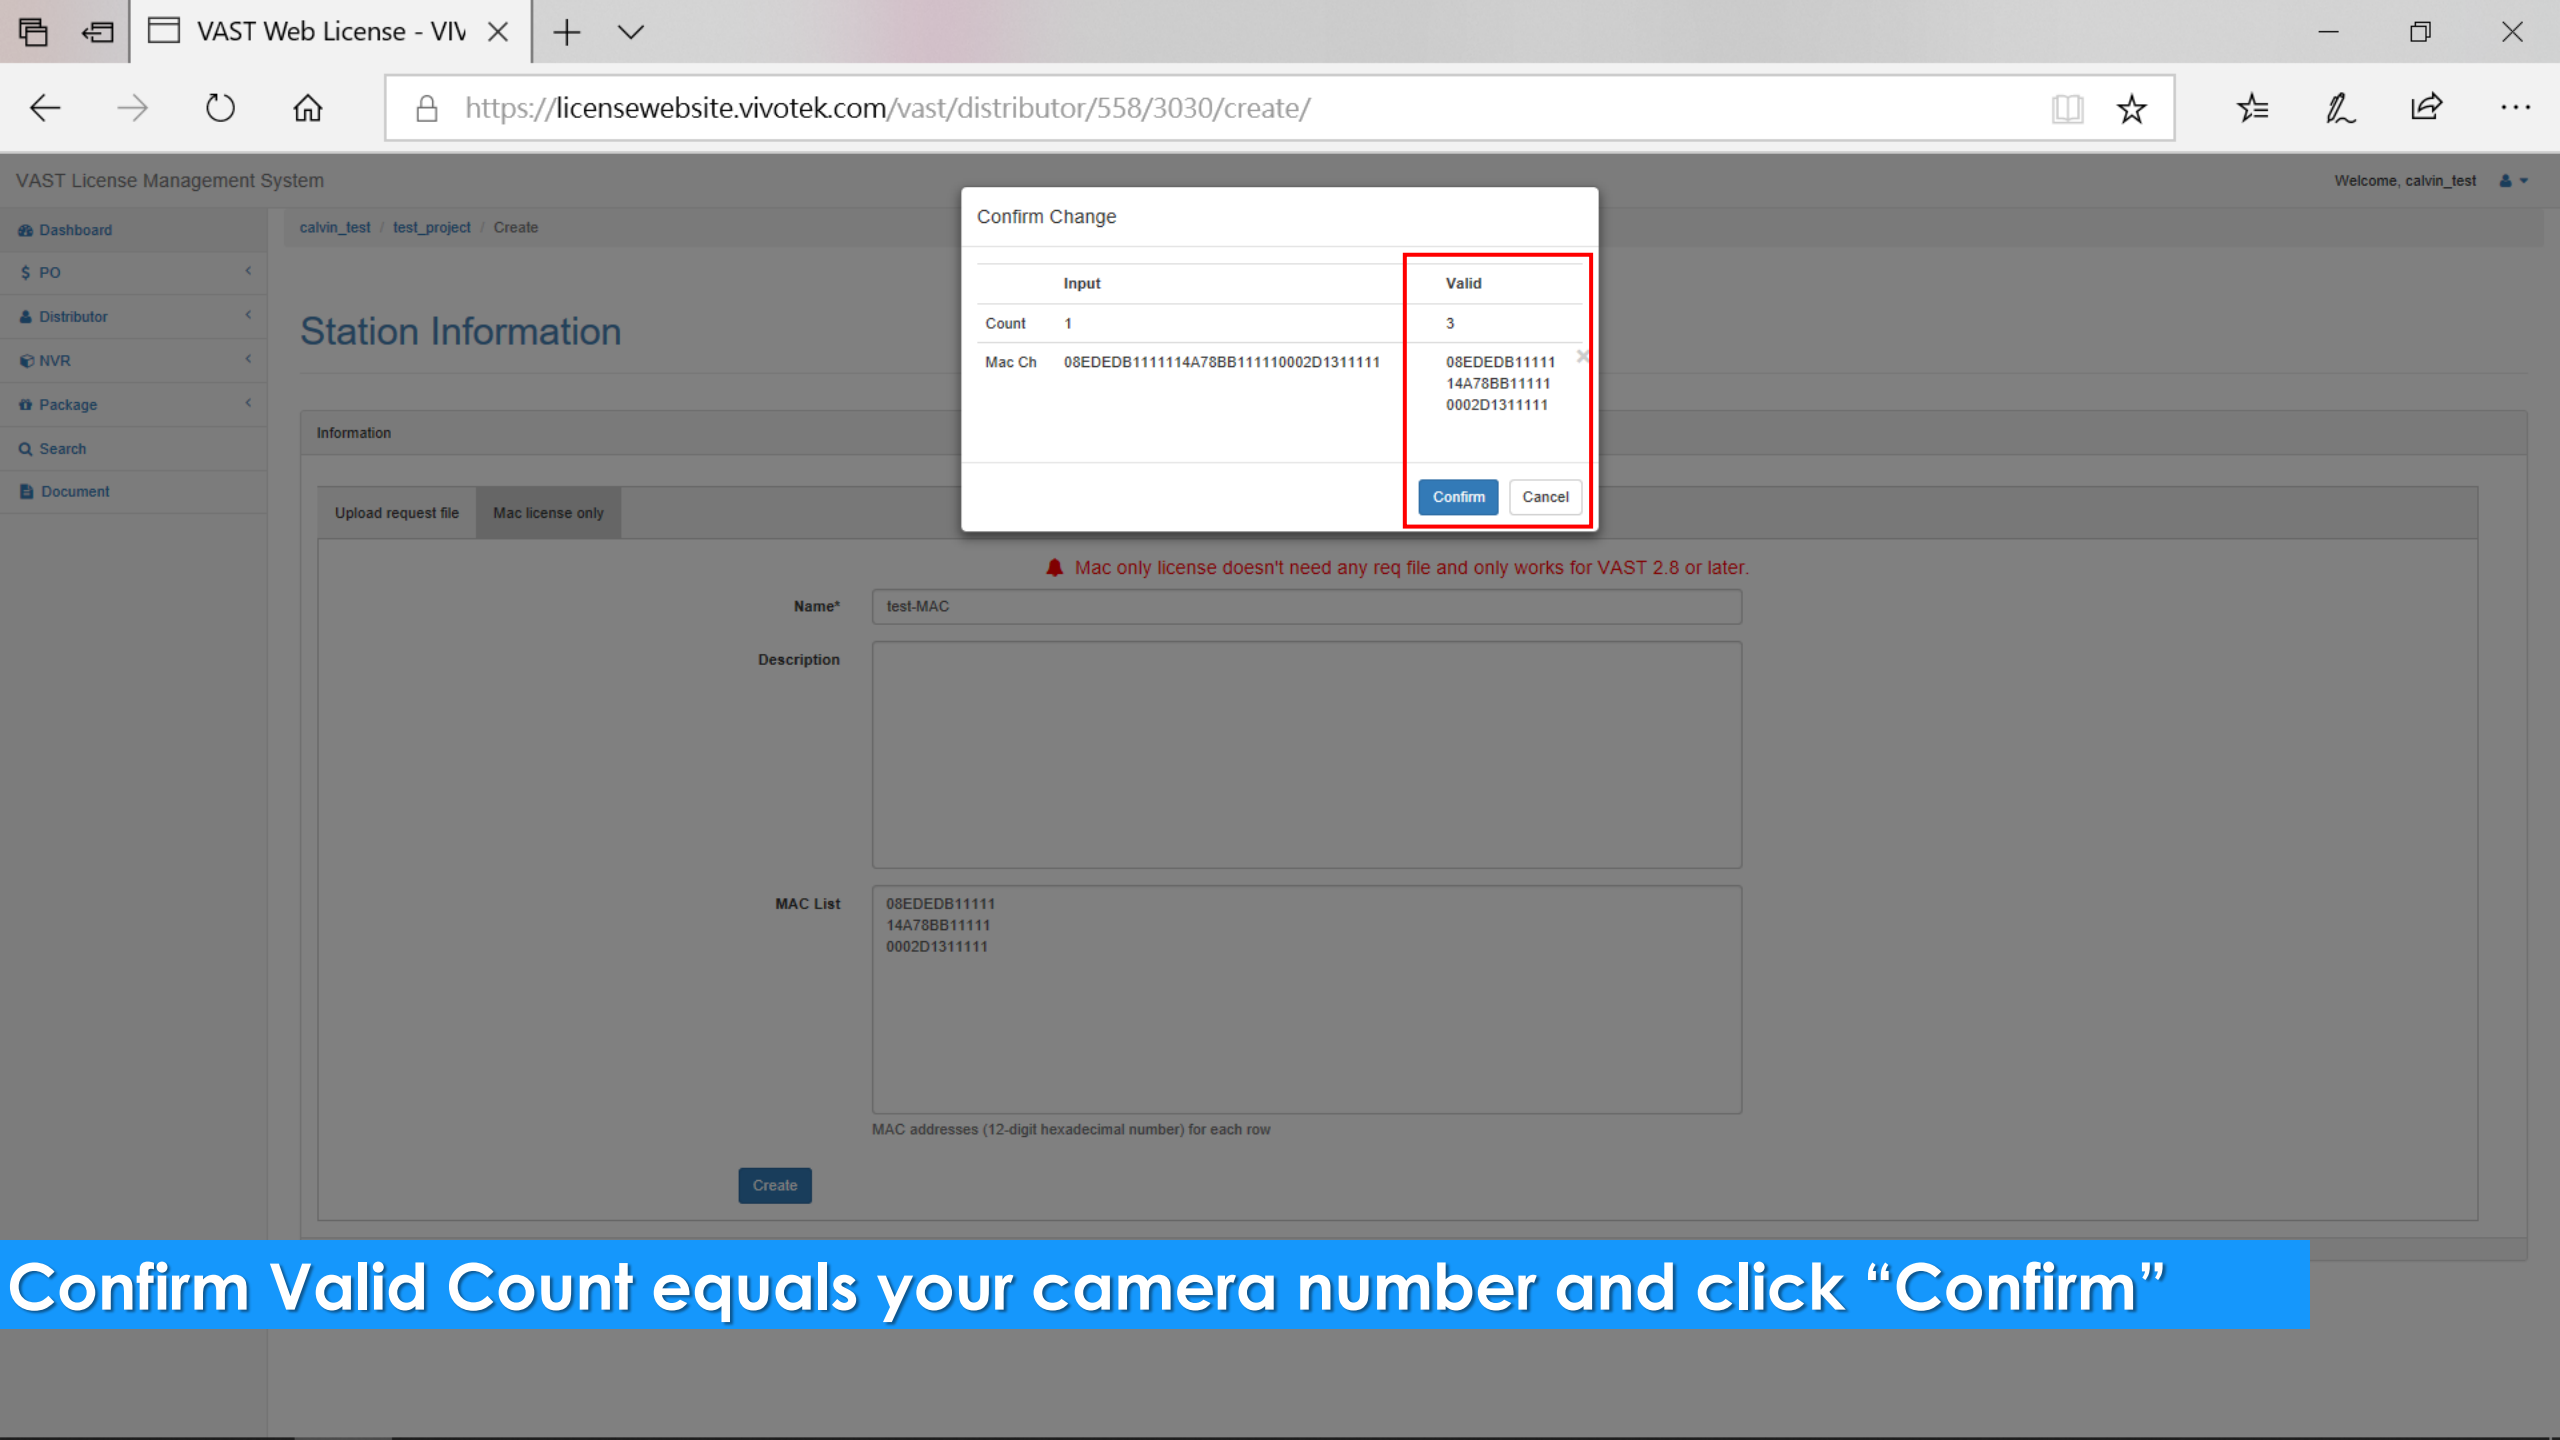 VAST Web License - VIV
https://licensewebsite.vivotek.com/vast/distributor/558/3030/create/
VAST License Management System
Welcome, calvin_test
Dashboard
PO
Distributor
NVR
Package
Search
Document
calvin_test / test_project / Create
Station Information
Information
Upload request file
Mac license only
Confirm Change
Input Valid
Count 1 3
Mac Ch 08EDEDB1111114A78BB111110002D1311111 08EDEDB11111
14A78BB11111
0002D1311111
Confirm Cancel
Mac only license doesn't need any req file and only works for VAST 2.8 or later.
Name* test-MAC
Description
MAC List 08EDEDB11111
14A78BB11111
0002D1311111
MAC addresses (12-digit hexadecimal number) for each row
Create
Confirm Valid Count equals your camera number and click “Confirm”